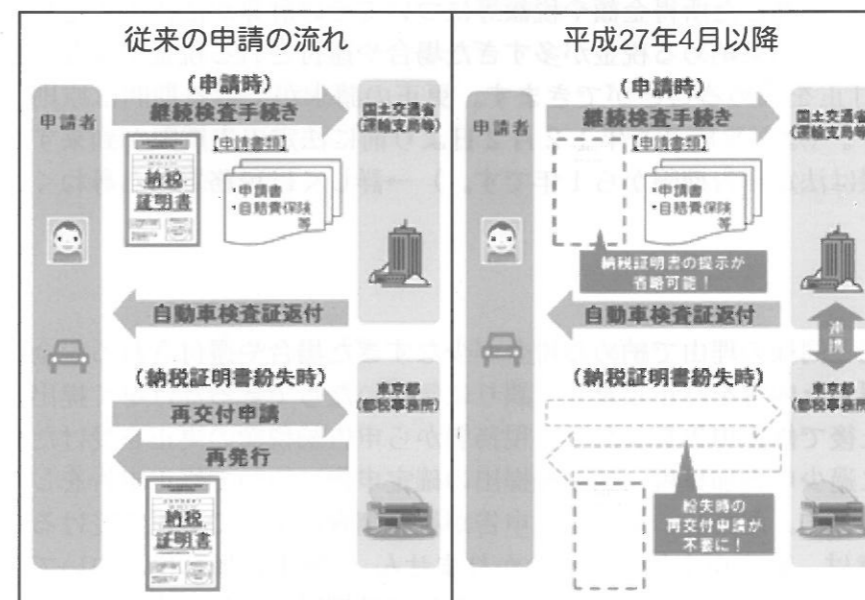 従来の申請の流れ
(申請時)
継続検査手続き
申請者
国土交通省
(運輸支局等)
【申請書類】
納税
証明書
・申請書
・自賠責保険
等
自動車検査証返付
(納税証明書紛失時)
再交付申請
東京都
(都税事務所)
再発行
納税
証明書
平成27年4月以降
(申請時)
継続検査手続き
申請者
国土交通省
(運輸支局等)
【申請書類】
・申請書
・自賠責保険
等
納税証明書の提示が
省略可能!
自動車検査証返付
連携
(納税証明書紛失時)
東京都
(都税事務所)
紛失時の
再交付申請が
不要に!